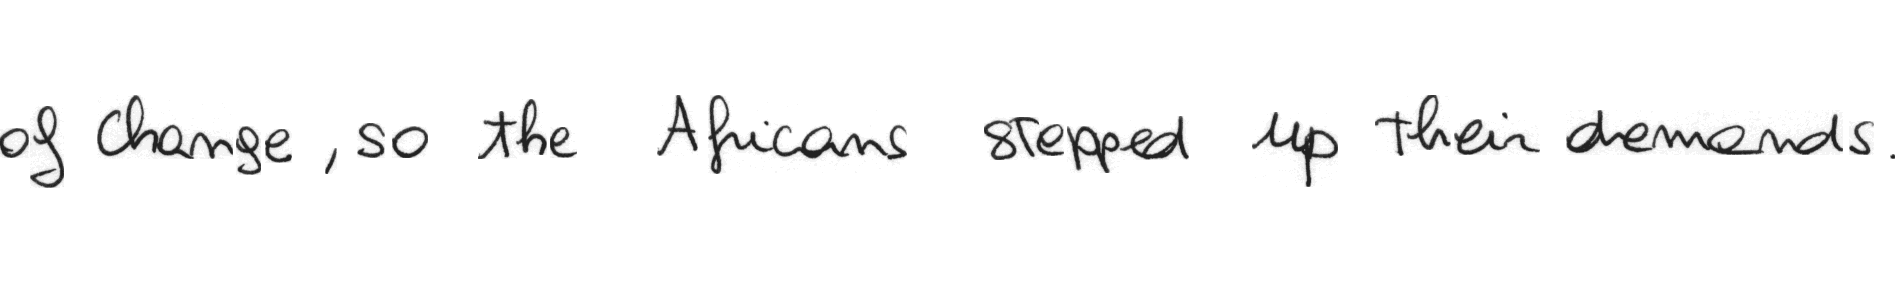 of change, so the Africans stepped up their demands.